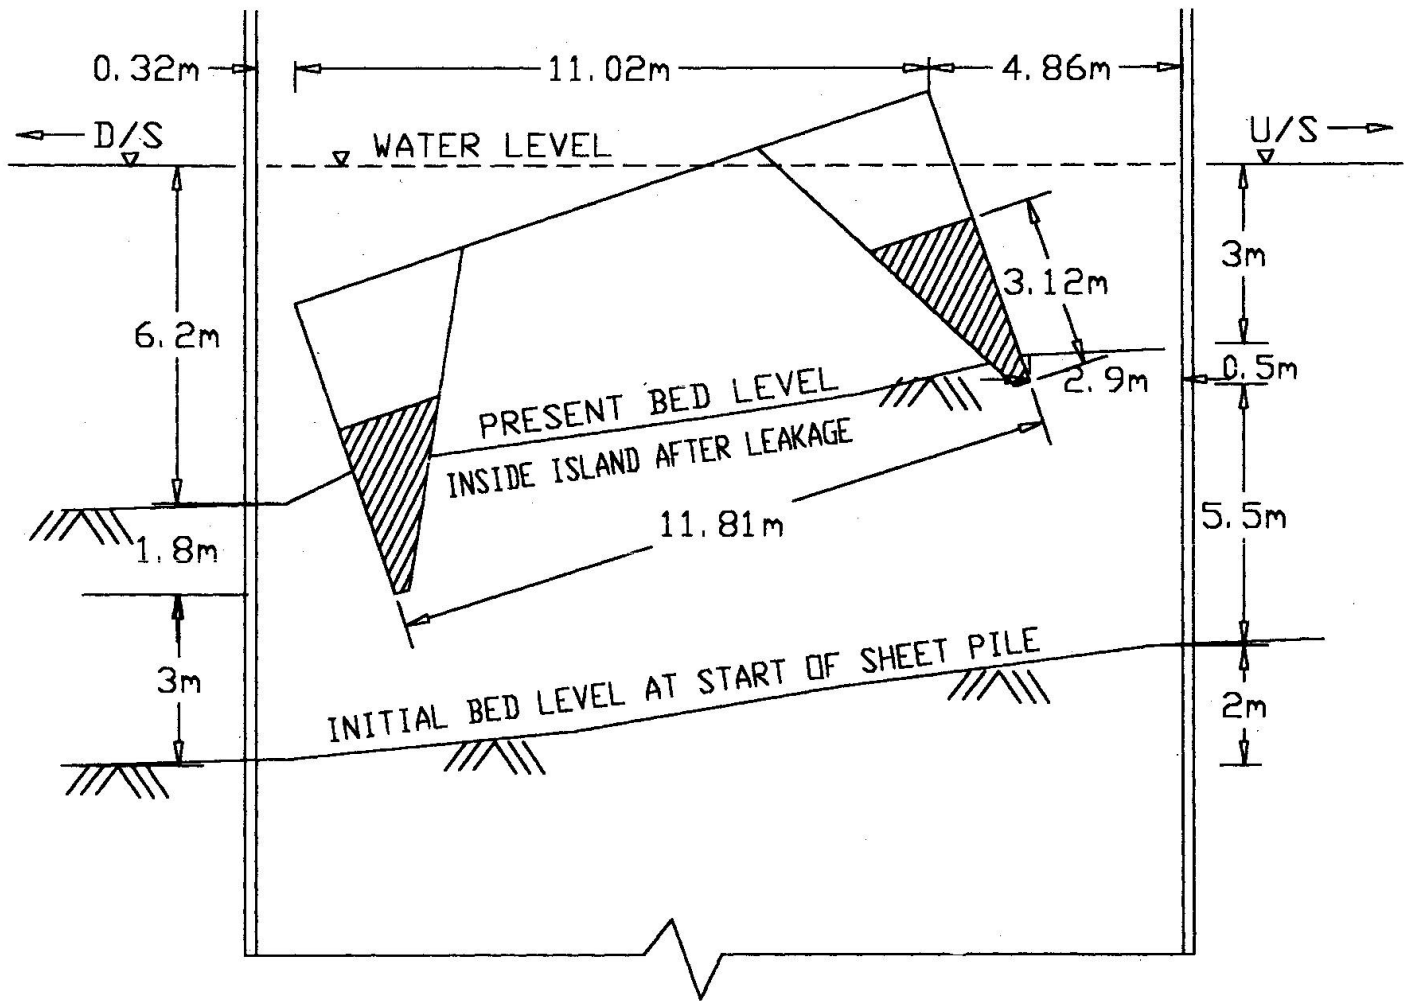 0.32m
11.02m
4.86m
D/S
U/S
WATER LEVEL
3m
3.12m
6.2m
0.5m
2.9m
PRESENT BED LEVEL
INSIDE ISLAND AFTER LEAKAGE
11.81m
5.5m
1.8m
3m
INITIAL BED LEVEL AT START OF SHEET PILE
2m